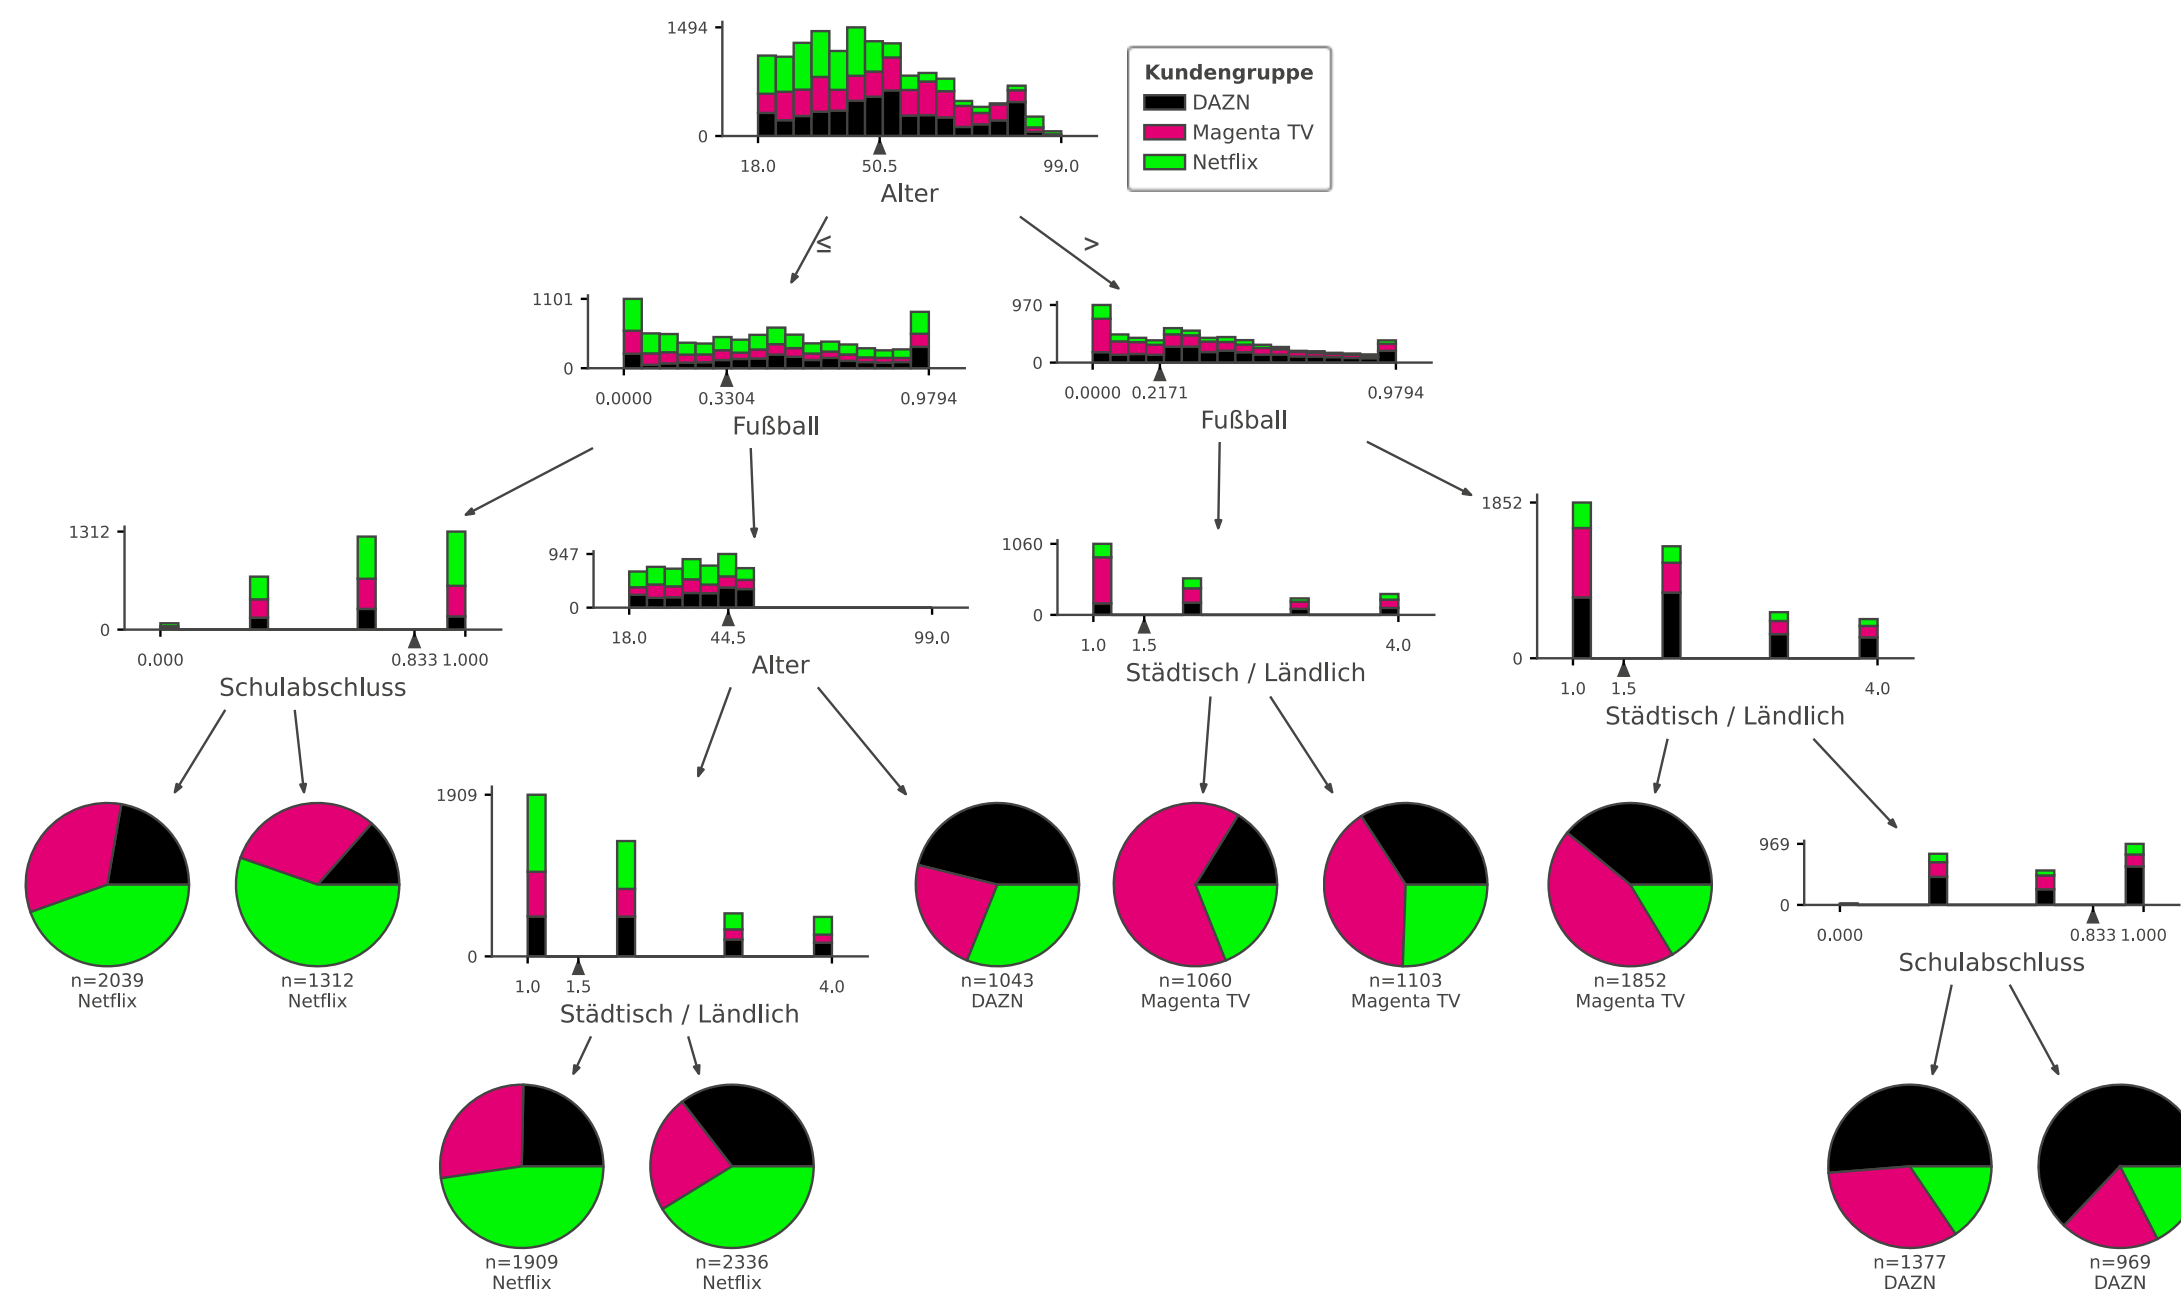 1494
0
18.0
50.5
99.0
Alter
Kundengruppe
DAZN
Magenta TV
Netflix
≤
>
1101
0
0.0000
0.3304
0.9794
Fußball
970
0
0.0000
0.2171
0.9794
Fußball
1312
0
0.000
0.833
1.000
Schulabschluss
947
0
18.0
44.5
99.0
Alter
1060
0
1.0
1.5
4.0
Städtisch / Ländlich
1852
0
1.0
1.5
4.0
Städtisch / Ländlich
n=2039
Netflix
n=1312
Netflix
1909
0
1.0
1.5
4.0
Städtisch / Ländlich
n=1043
DAZN
n=1060
Magenta TV
n=1103
Magenta TV
n=1852
Magenta TV
969
0
0.000
0.833
1.000
Schulabschluss
n=1909
Netflix
n=2336
Netflix
n=1377
DAZN
n=969
DAZN